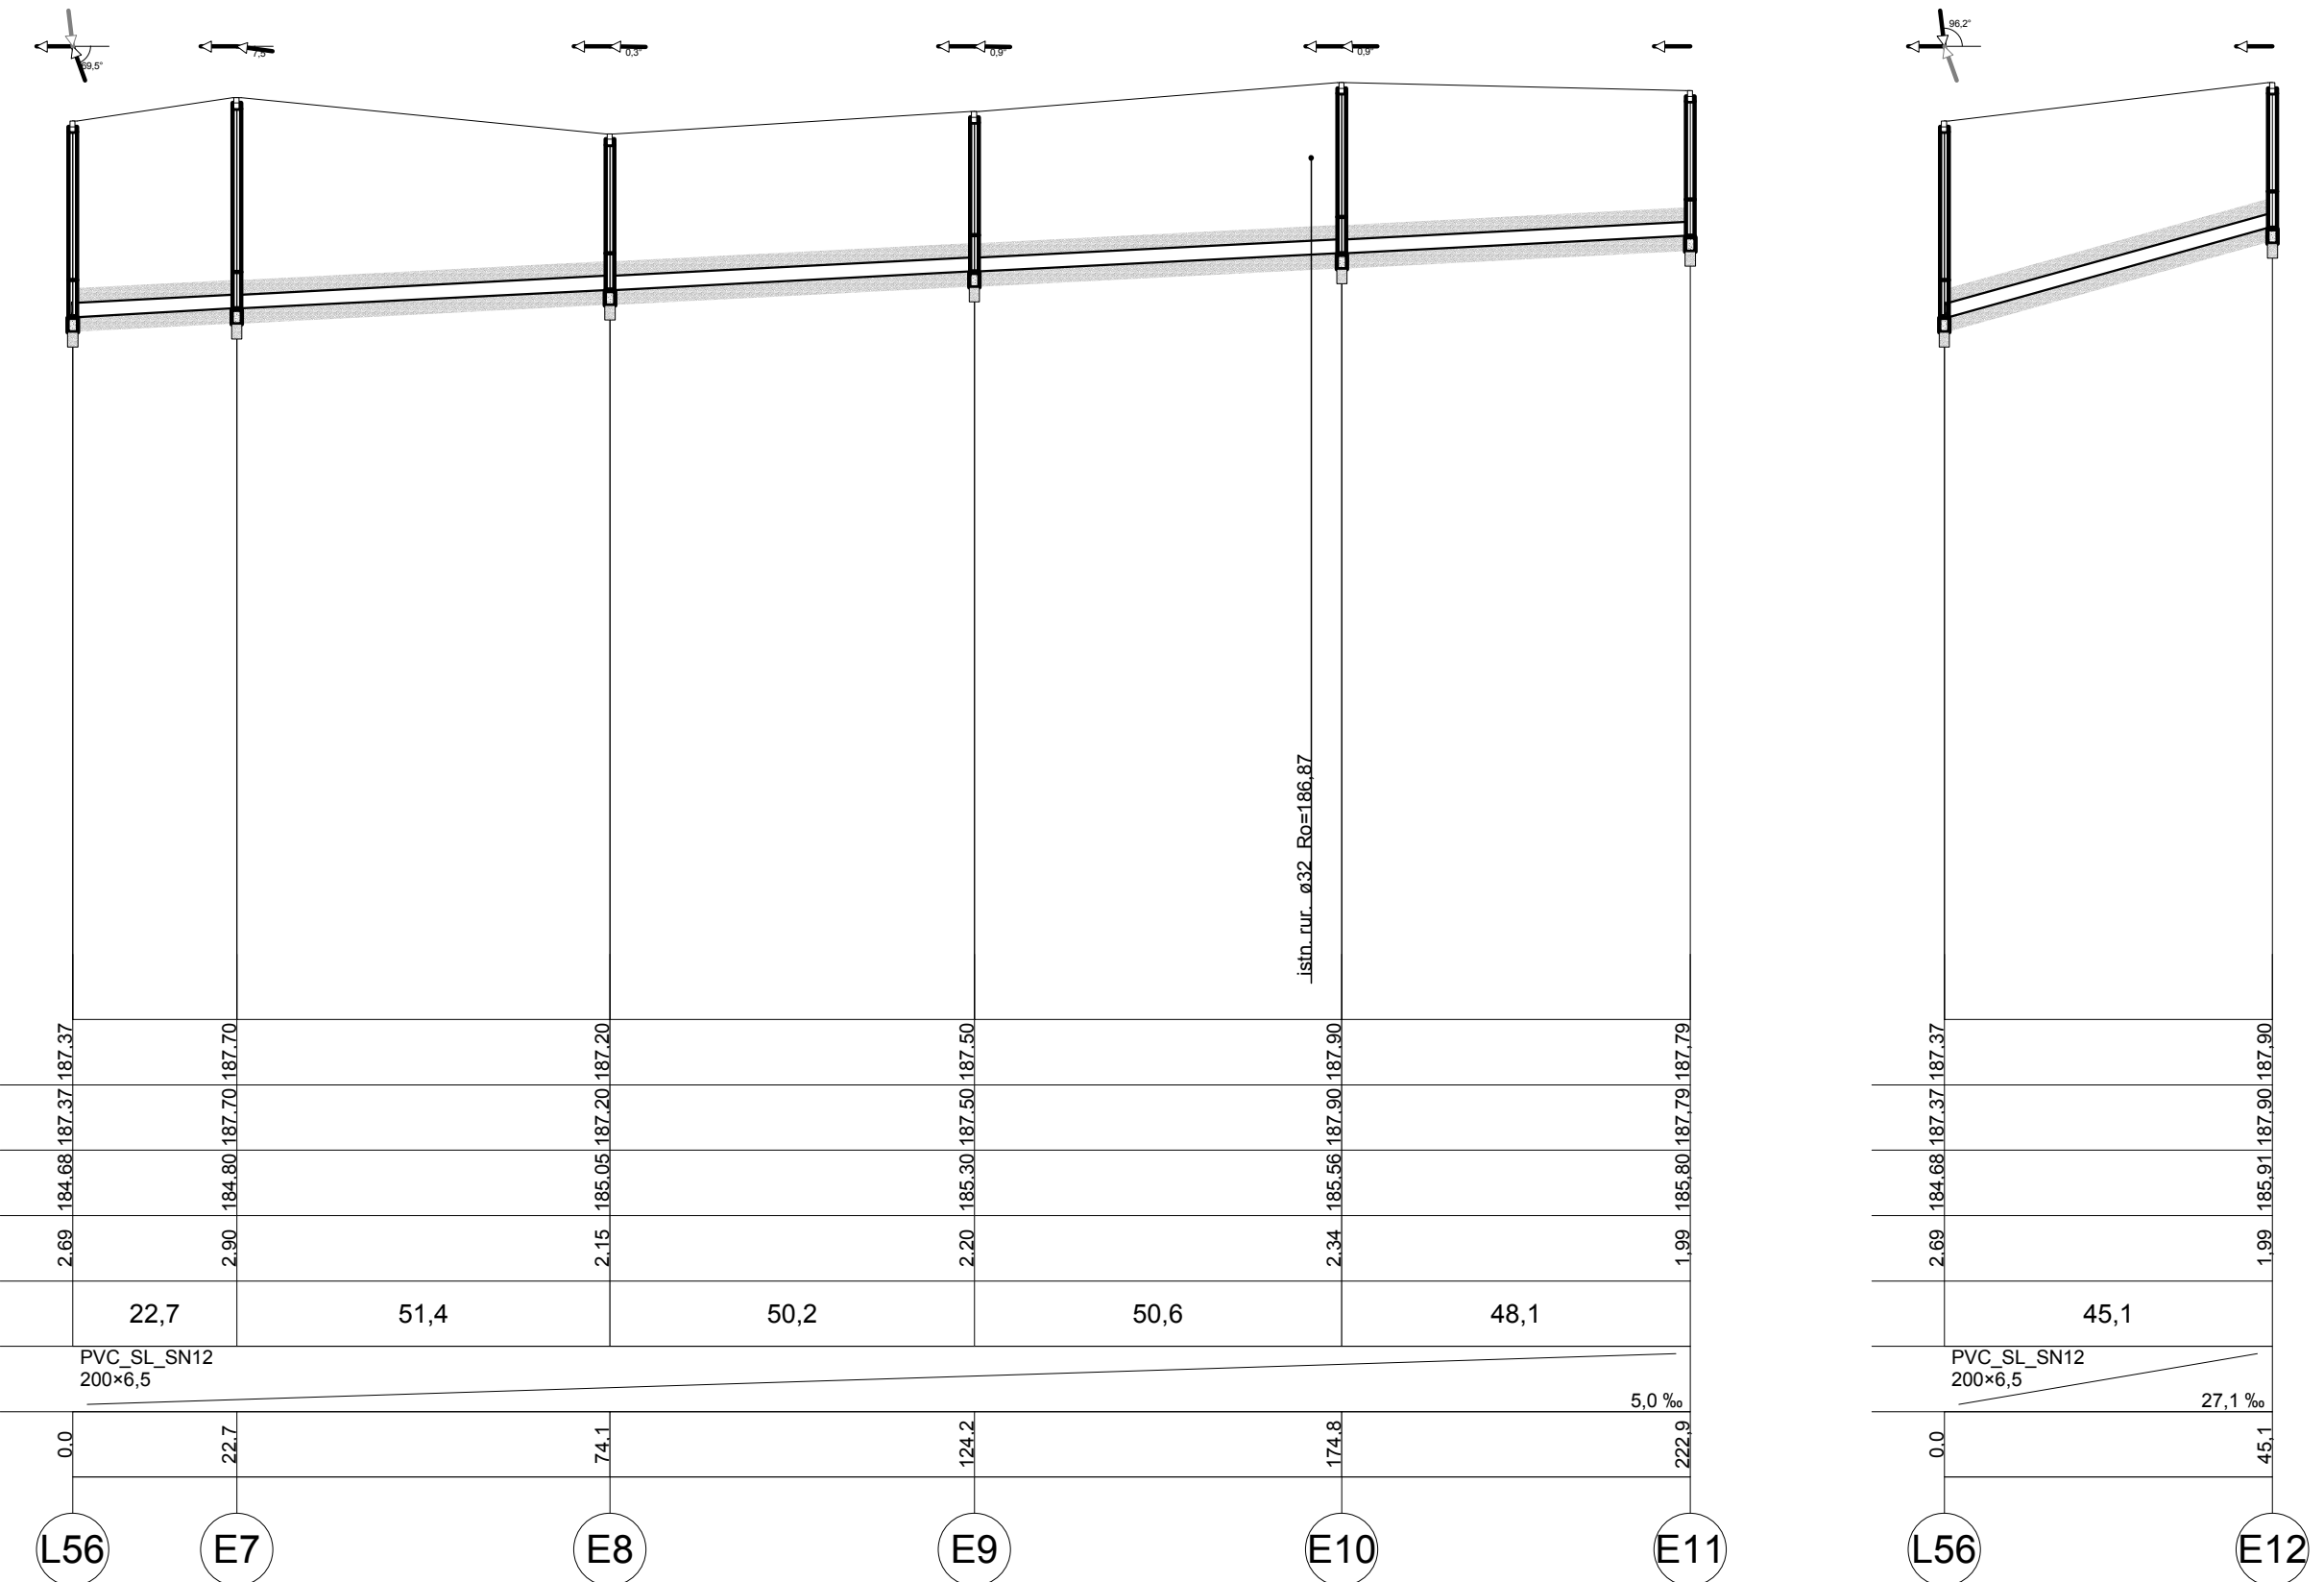 69,5°
7,5°
0,3°
0,9°
0,9°
96,2°
istn. rur. ø32 Ro=186,87
187.37 187.70 187.20 187.50 187.90 187,79 187.37 187,90
187.37 187.70 187.20 187.50 187.90 187,79 187.37 187,90
184.68 184.80 185.05 185.30 185.56 185,80 184.68 185,91
2.69 2.90 2.15 2.20 2.34 1,99 2.69 1,99
22,7 51,4 50,2 50,6 48,1 45,1
PVC_SL_SN12 PVC_SL_SN12
200×6,5 200×6,5
5,0 ‰ 27,1 ‰
0.0 22.7 74.1 124.2 174.8 222,9 0.0 45,1
L56 E7 E8 E9 E10 E11 L56 E12